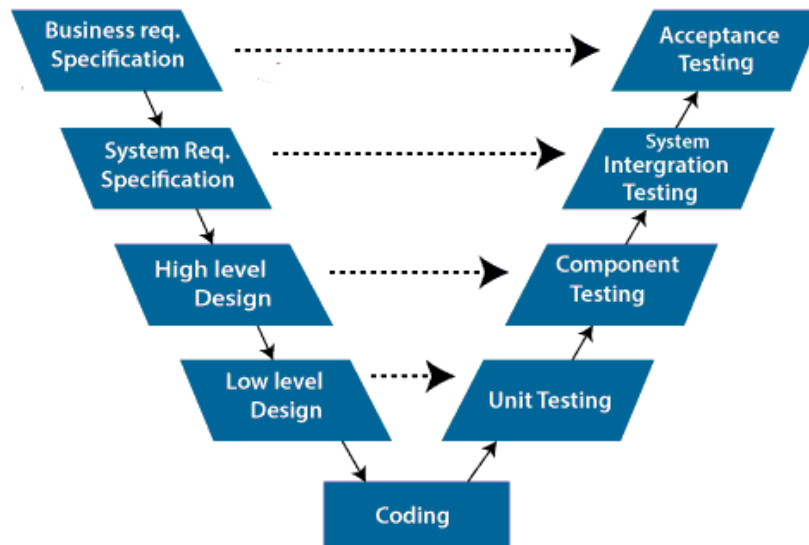 Business req.
Specification
Acceptance
Testing
System Req.
Specification
System
Intergration
Testing
High level
Design
Component
Testing
Low level
Design
Unit Testing
Coding